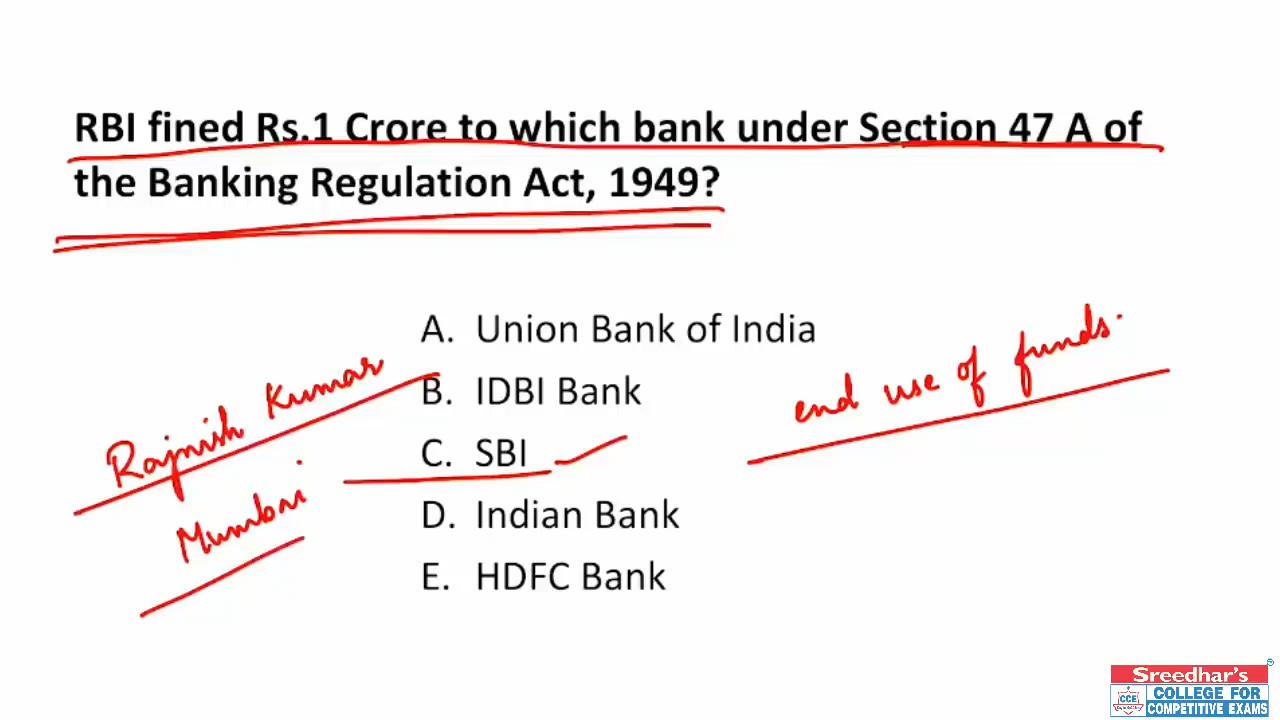 RBI fined Rs.1 Crore to which bank under Section 47 A of
the Banking Regulation Act, 1949?
A. Union Bank of India
B. IDBI Bank
C. SBI
D. Indian Bank
E. HDFC Bank
Rajnish Kumar
Mumbai
end use of funds.
Sreedhar's
CCE
COLLEGE FOR
COMPETITIVE EXAMS